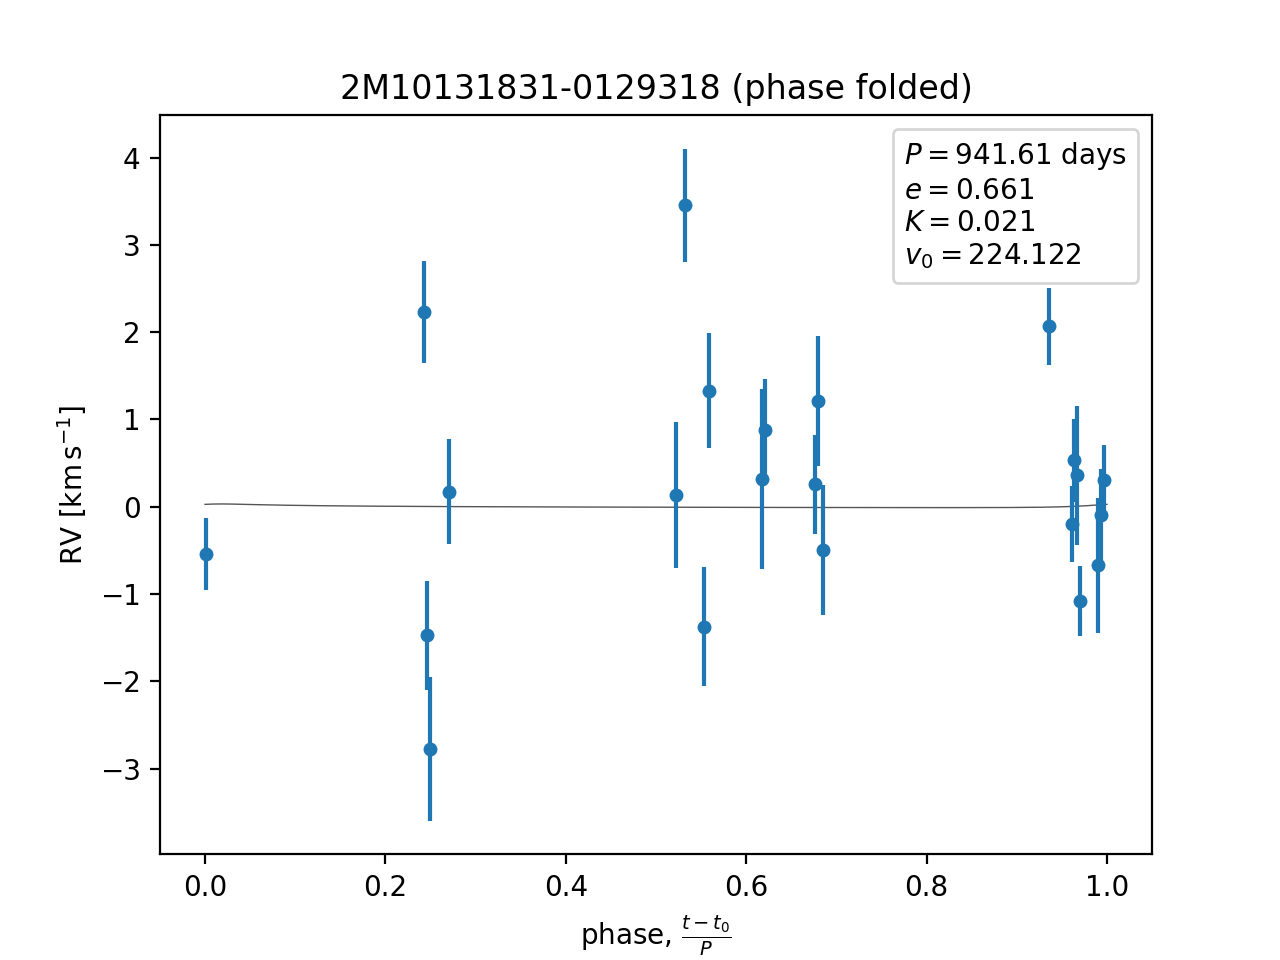 2M10131831-0129318 (phase folded)
P = 941.61 days
e = 0.661
K = 0.021
v₀ = 224.122
RV [km s⁻¹]
4
3
2
1
0
−1
−2
−3
0.0 0.2 0.4 0.6 0.8 1.0
phase, (t − t₀)/P